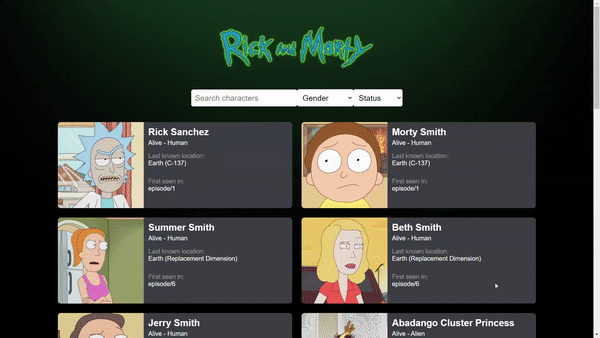 Rick and Morty
Search characters
Gender
Status
Rick Sanchez
Alive - Human
Last known location:
Earth (C-137)
First seen in:
episode/1
Morty Smith
Alive - Human
Last known location:
Earth (C-137)
First seen in:
episode/1
Summer Smith
Alive - Human
Last known location:
Earth (Replacement Dimension)
First seen in:
episode/6
Beth Smith
Alive - Human
Last known location:
Earth (Replacement Dimension)
First seen in:
episode/6
Jerry Smith
Alive - Human
Abadango Cluster Princess
Alive - Alien